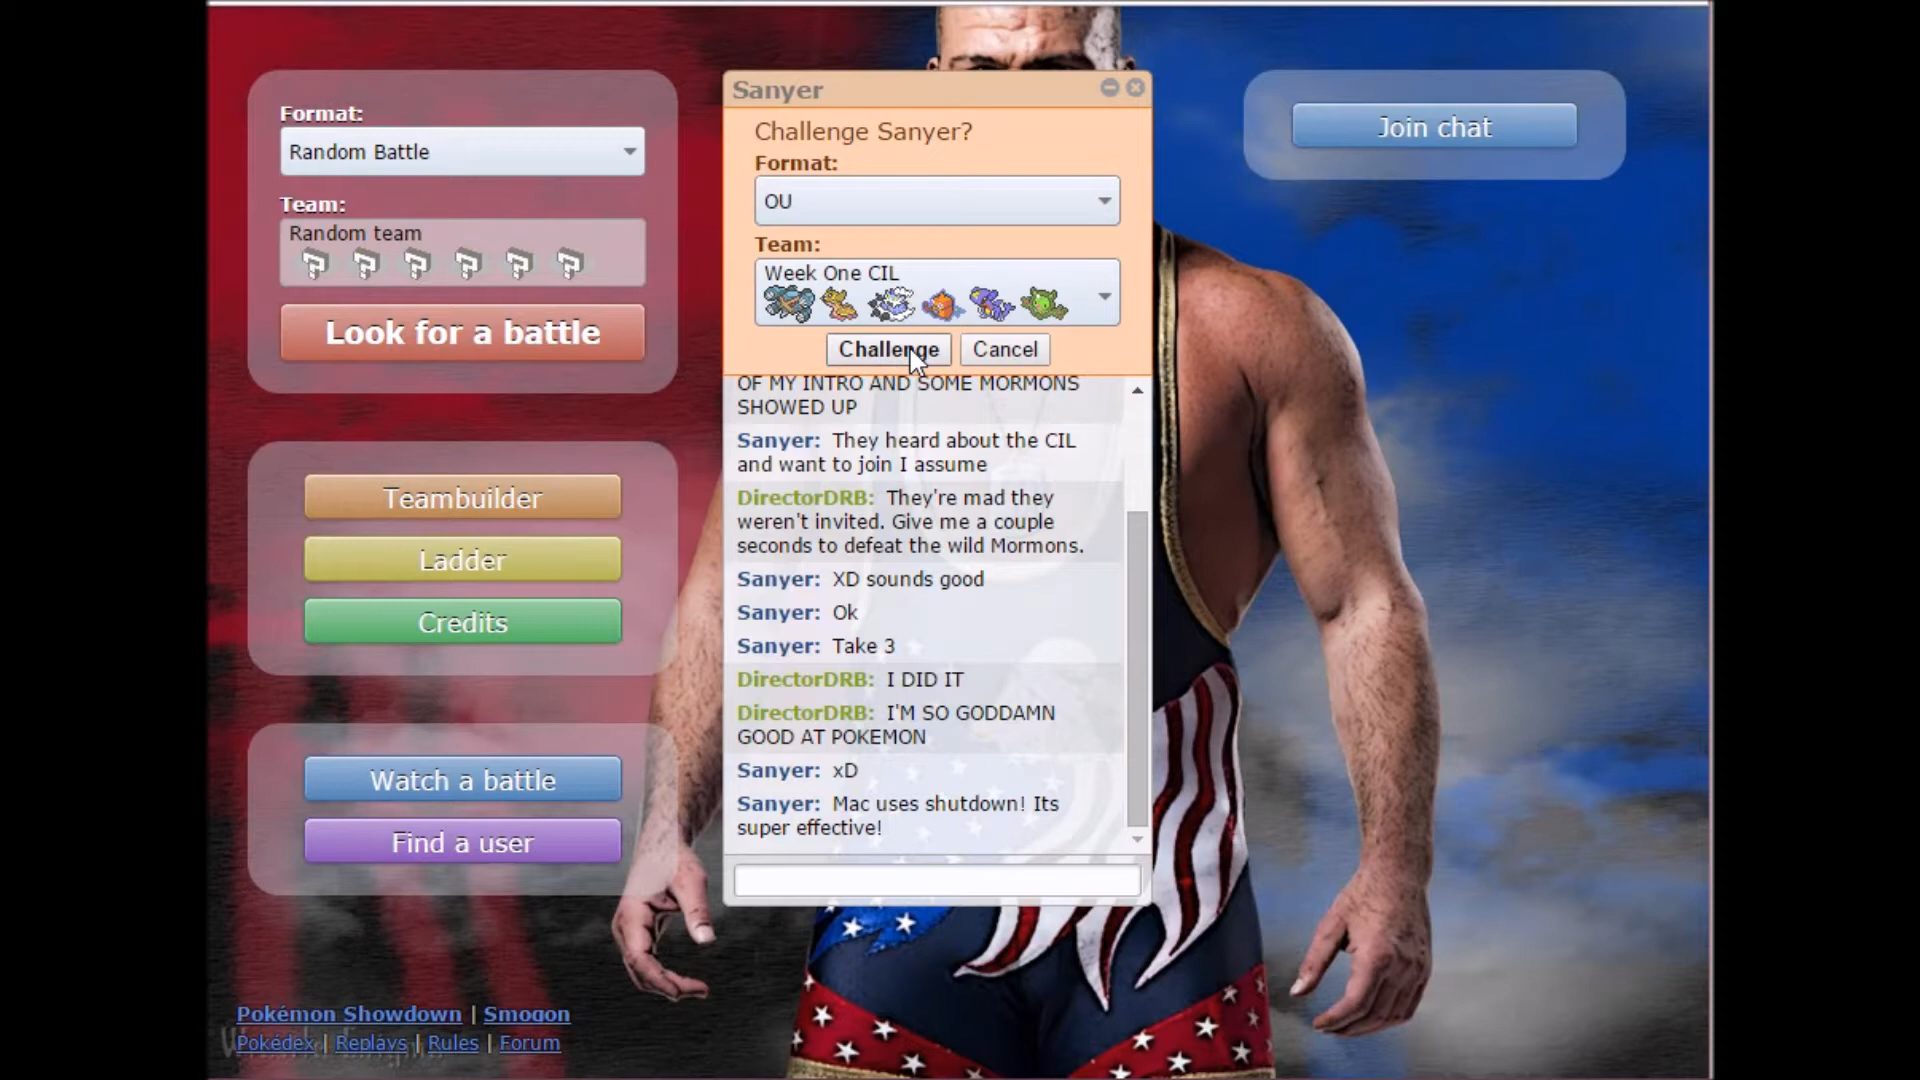 Format:
Random Battle
Team:
Random team
Look for a battle
Teambuilder
Ladder
Credits
Watch a battle
Find a user
Pokémon Showdown | Smogon
Pokédex | Replays | Rules | Forum
Sanyer
Challenge Sanyer?
Format:
OU
Team:
Week One CIL
Challenge Cancel
OF MY INTRO AND SOME MORMONS
SHOWED UP
Sanyer: They heard about the CIL
and want to join I assume
DirectorDRB: They're mad they
weren't invited. Give me a couple
seconds to defeat the wild Mormons.
Sanyer: XD sounds good
Sanyer: Ok
Sanyer: Take 3
DirectorDRB: I DID IT
DirectorDRB: I'M SO GODDAMN
GOOD AT POKEMON
Sanyer: xD
Sanyer: Mac uses shutdown! Its
super effective!
Join chat